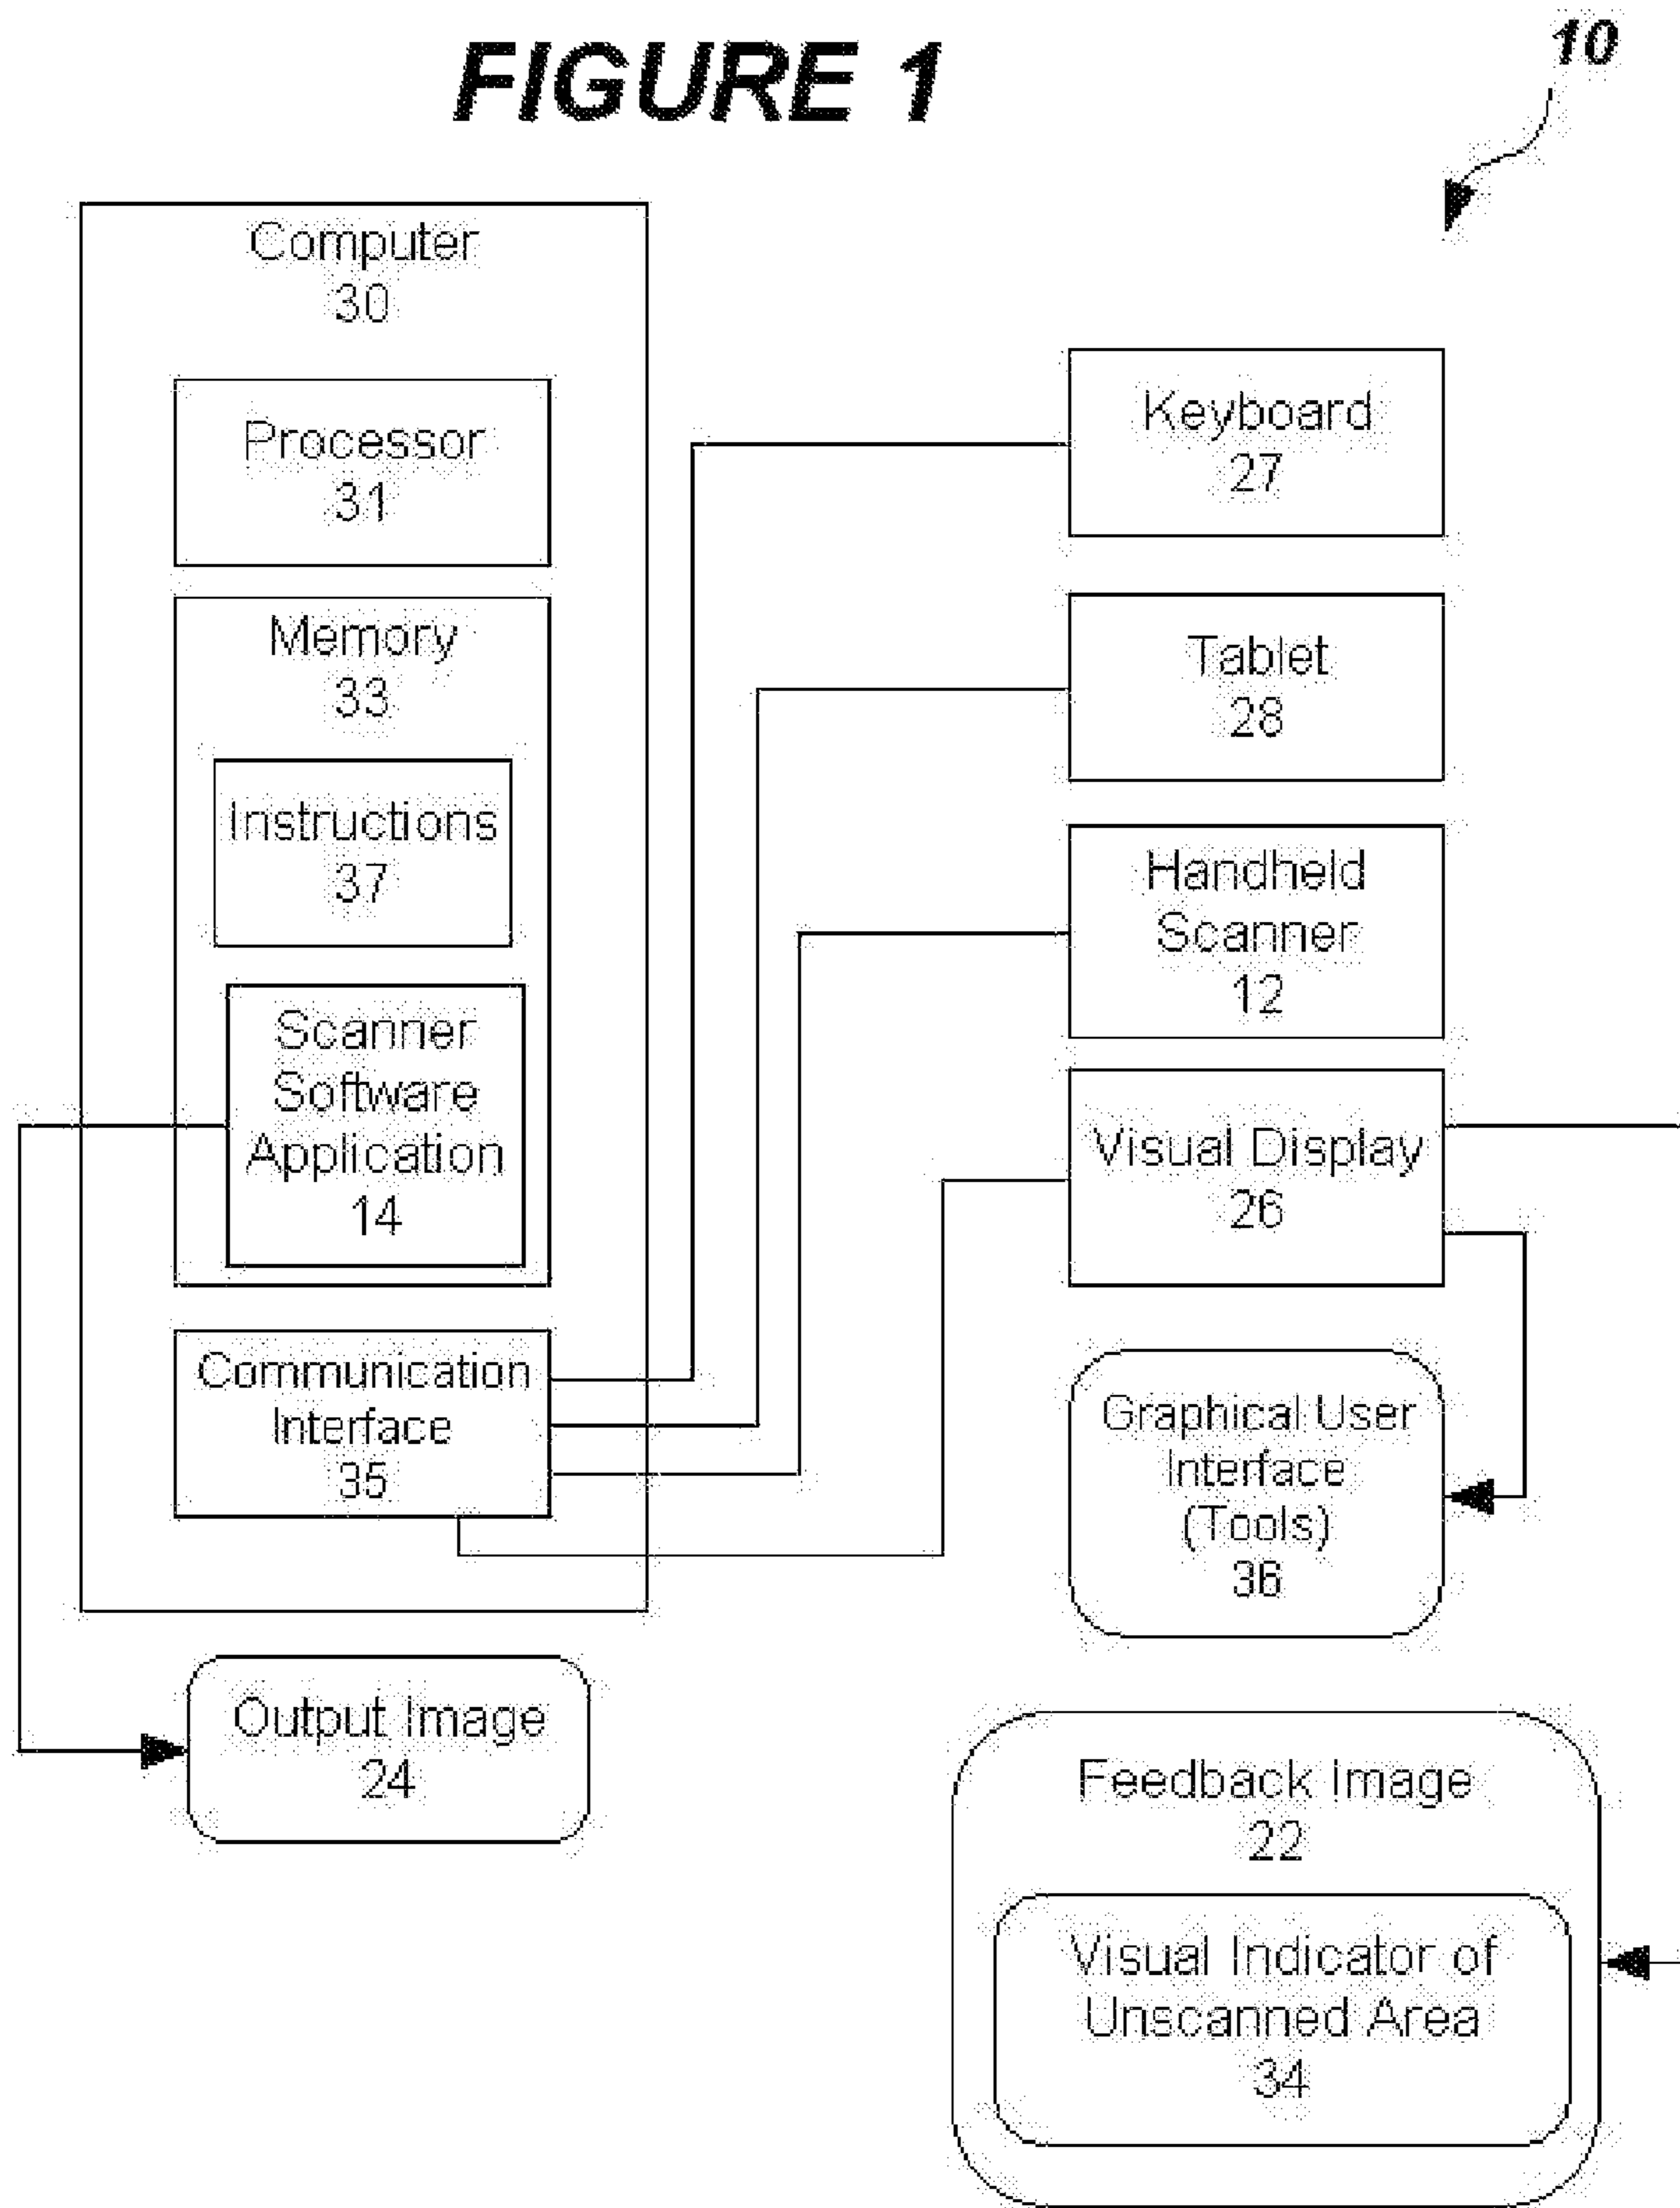 FIGURE 1
10
Computer
30
Processor
31
Memory
33
Instructions
37
Scanner
Software
Application
14
Communication
Interface
35
Output Image
24
Keyboard
27
Tablet
28
Handheld
Scanner
12
Visual Display
26
Graphical User
Interface
(Tools)
36
Feedback Image
22
Visual Indicator of
Unscanned Area
34